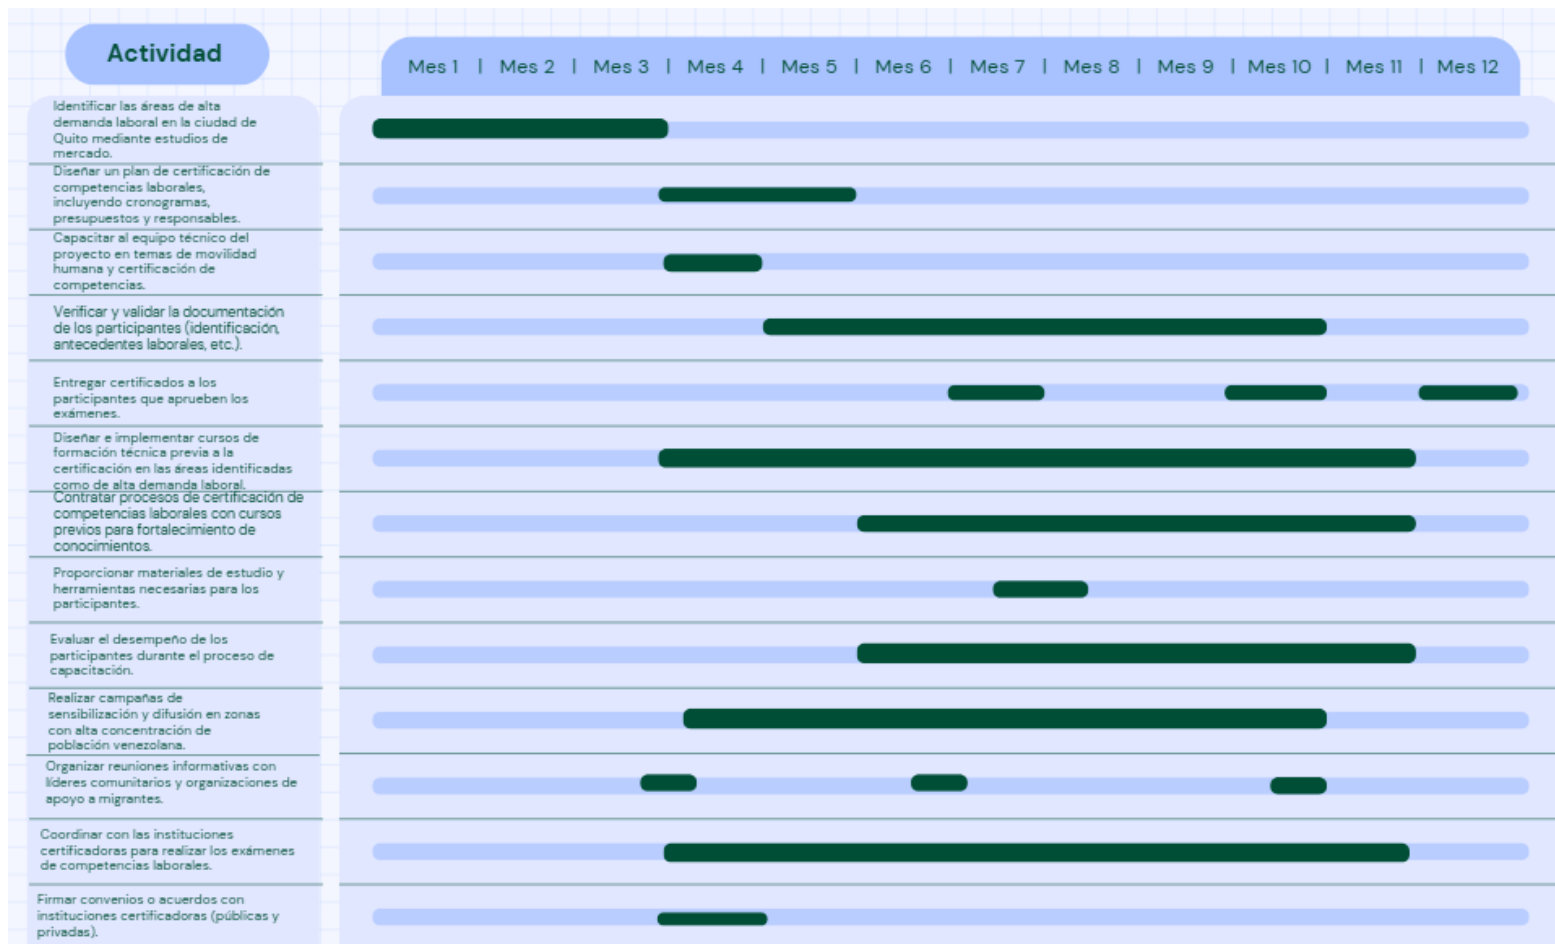 Actividad
Mes 1 | Mes 2 | Mes 3 | Mes 4 | Mes 5 | Mes 6 | Mes 7 | Mes 8 | Mes 9 | Mes 10 | Mes 11 | Mes 12
Identificar las áreas de alta
demanda laboral en la ciudad de
Quito mediante estudios de
mercado.
Diseñar un plan de certificación de
competencias laborales,
incluyendo cronogramas,
presupuestos y responsables.
Capacitar al equipo técnico del
proyecto en temas de movilidad
humana y certificación de
competencias.
Verificar y validar la documentación
de los participantes (identificación,
antecedentes laborales, etc.).
Entregar certificados a los
participantes que aprueben los
exámenes.
Diseñar e implementar cursos de
formación técnica previa a la
certificación en las áreas identificadas
como de alta demanda laboral.
Contratar procesos de certificación de
competencias laborales con cursos
previos para fortalecimiento de
conocimientos.
Proporcionar materiales de estudio y
herramientas necesarias para los
participantes.
Evaluar el desempeño de los
participantes durante el proceso de
capacitación.
Realizar campañas de
sensibilización y difusión en zonas
con alta concentración de
población venezolana.
Organizar reuniones informativas con
líderes comunitarios y organizaciones de
apoyo a migrantes.
Coordinar con las instituciones
certificadoras para realizar los exámenes
de competencias laborales.
Firmar convenios o acuerdos con
instituciones certificadoras (públicas y
privadas).